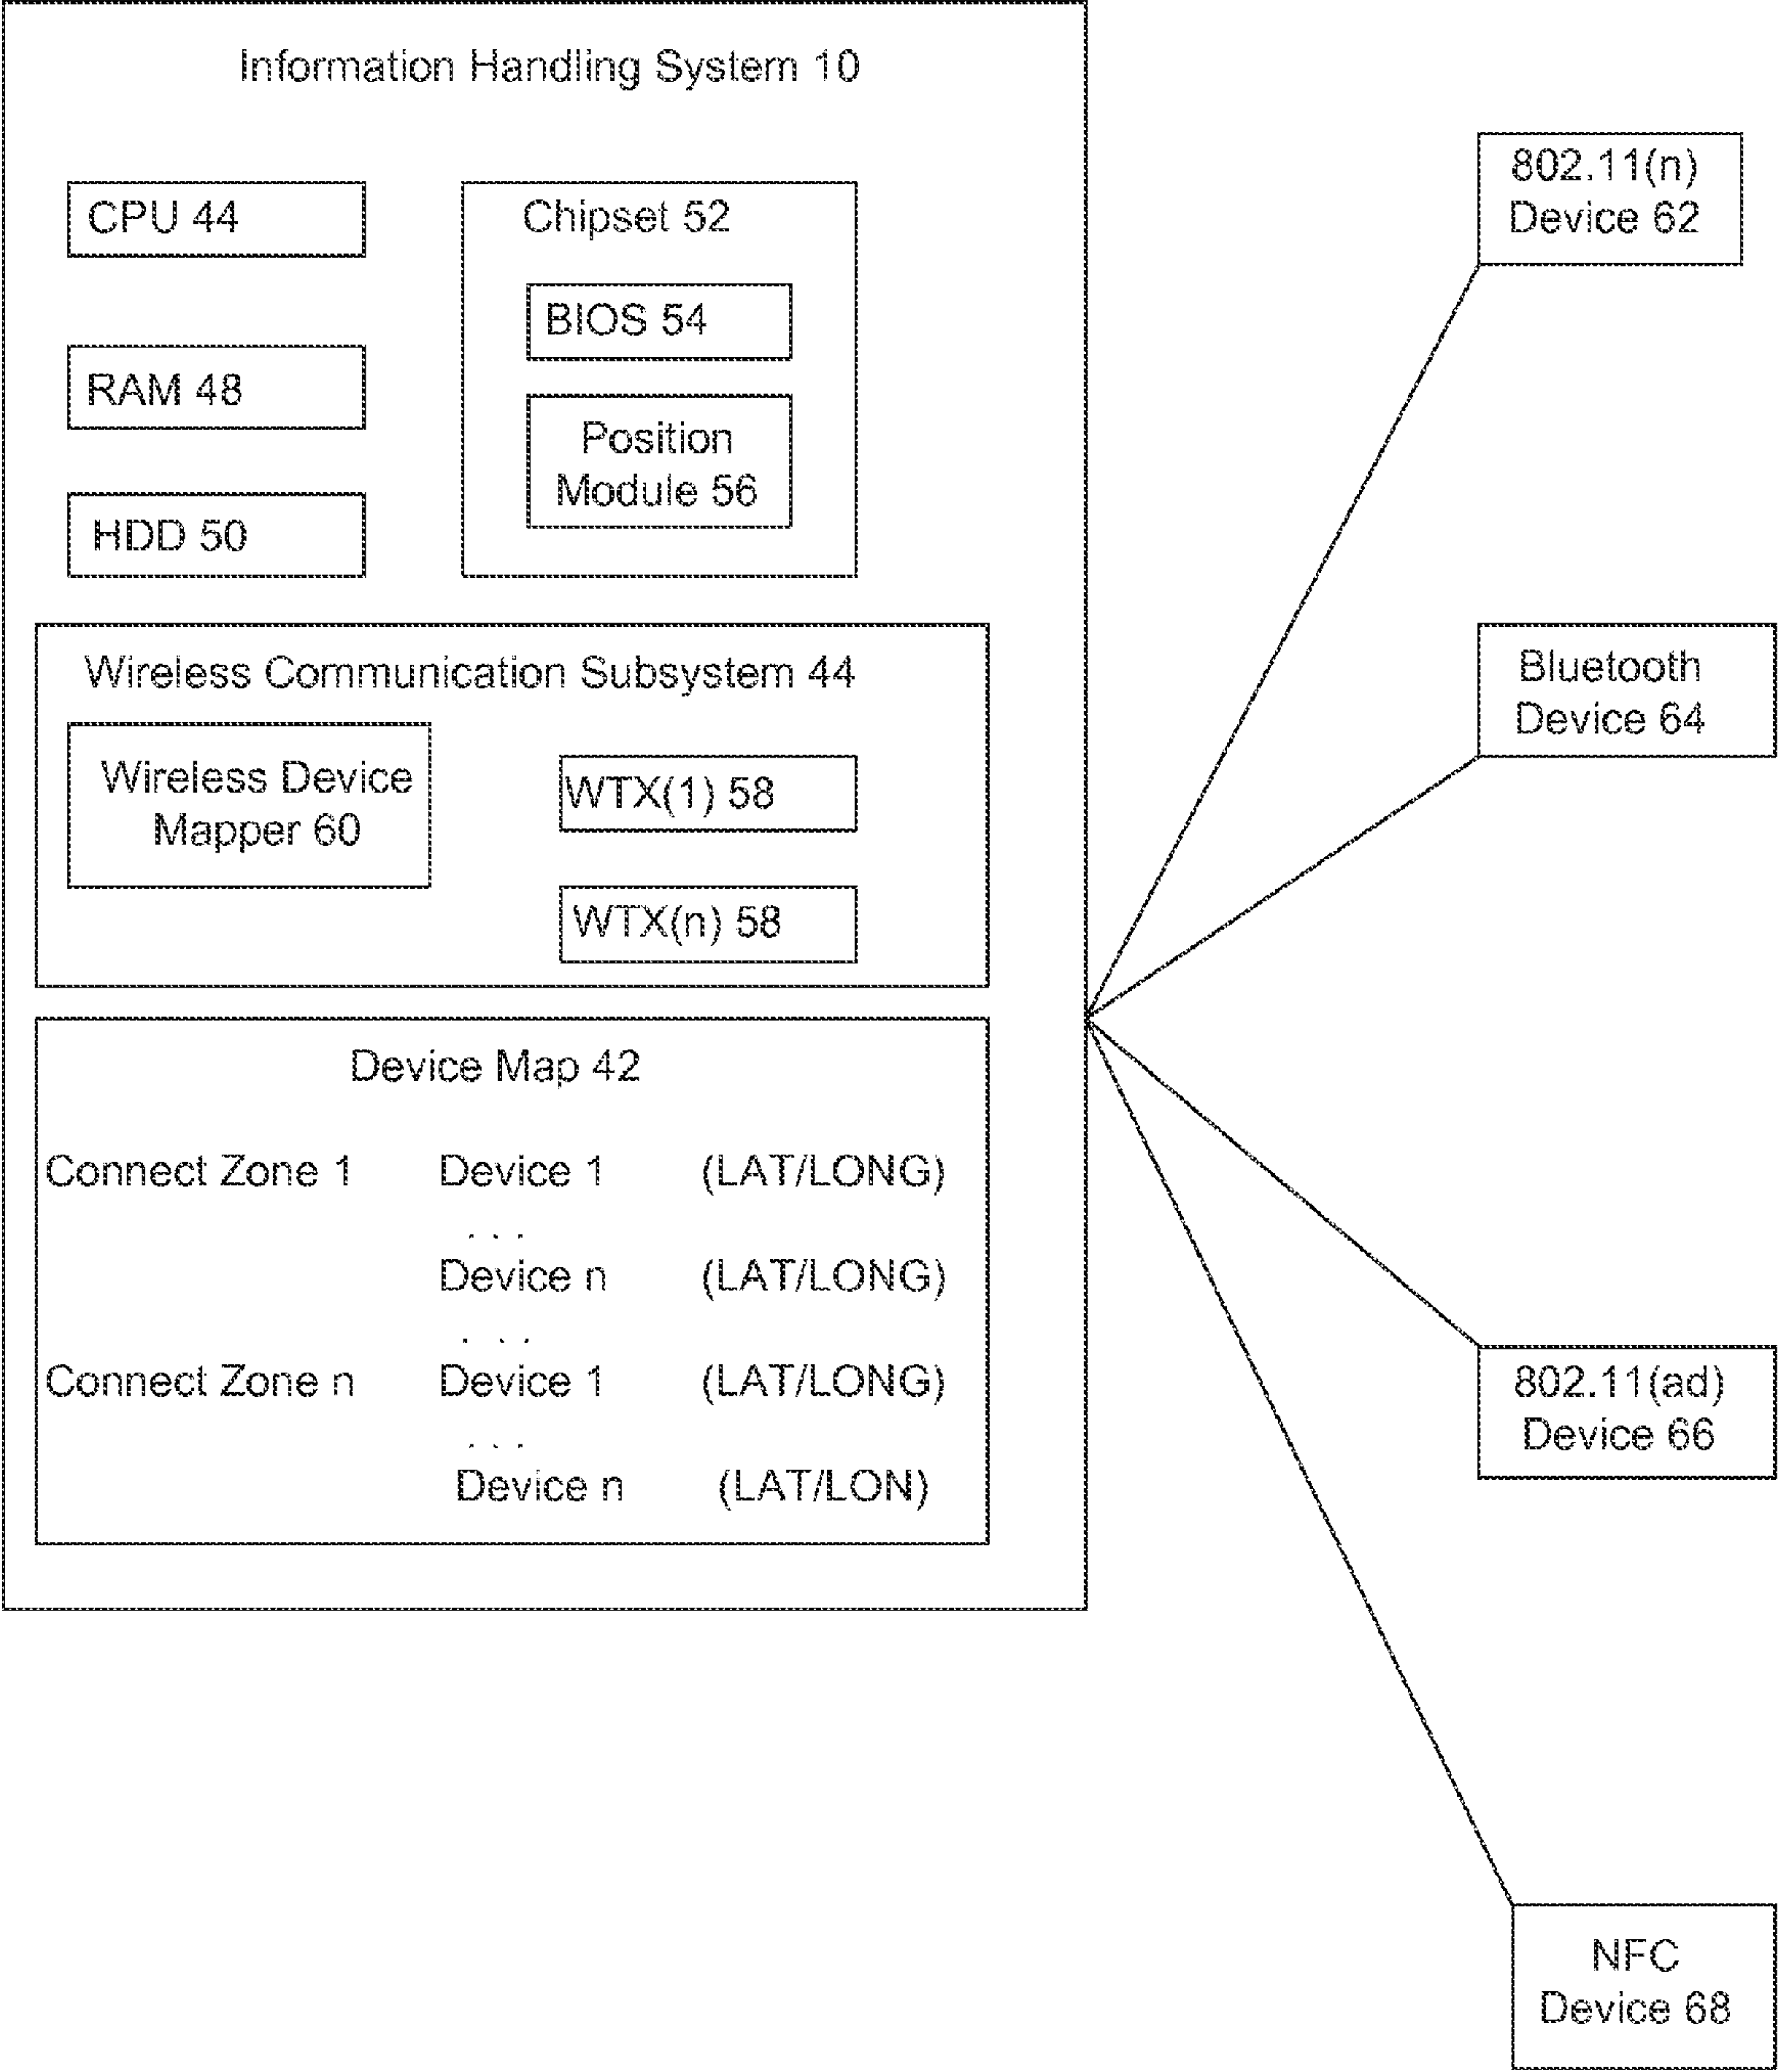 Information Handling System 10
CPU 44
RAM 48
HDD 50
Chipset 52
BIOS 54
Position
Module 56
Wireless Communication Subsystem 44
Wireless Device
Mapper 60
WTX(1) 58
WTX(n) 58
Device Map 42
Connect Zone 1 Device 1 (LAT/LONG)
. . .
Device n (LAT/LONG)
. . .
Connect Zone n Device 1 (LAT/LONG)
. . .
Device n (LAT/LON)
802.11(n)
Device 62
Bluetooth
Device 64
802.11(ad)
Device 66
NFC
Device 68